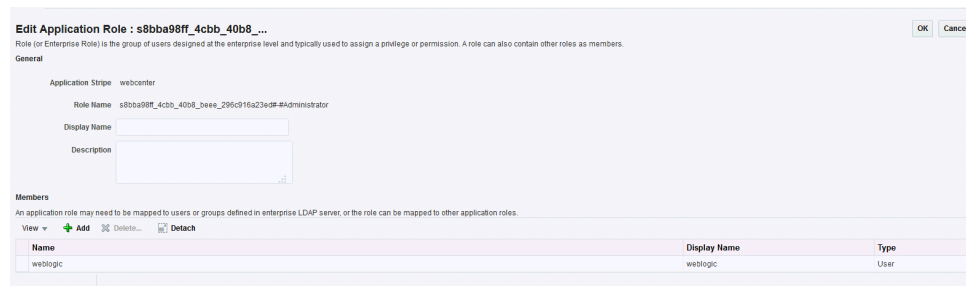 Edit Application Role : s8bba98ff_4cbb_40b8_...
OK Cance
Role (or Enterprise Role) is the group of users designed at the enterprise level and typically used to assign a privilege or permission. A role can also contain other roles as members.
General
Application Stripe webcenter
Role Name s8bba98ff_4cbb_40b8_beee_296c916a23ed#-#Administrator
Display Name
Description
Members
An application role may need to be mapped to users or groups defined in enterprise LDAP server, or the role can be mapped to other application roles.
View Add Delete... Detach
Name Display Name Type
weblogic weblogic User